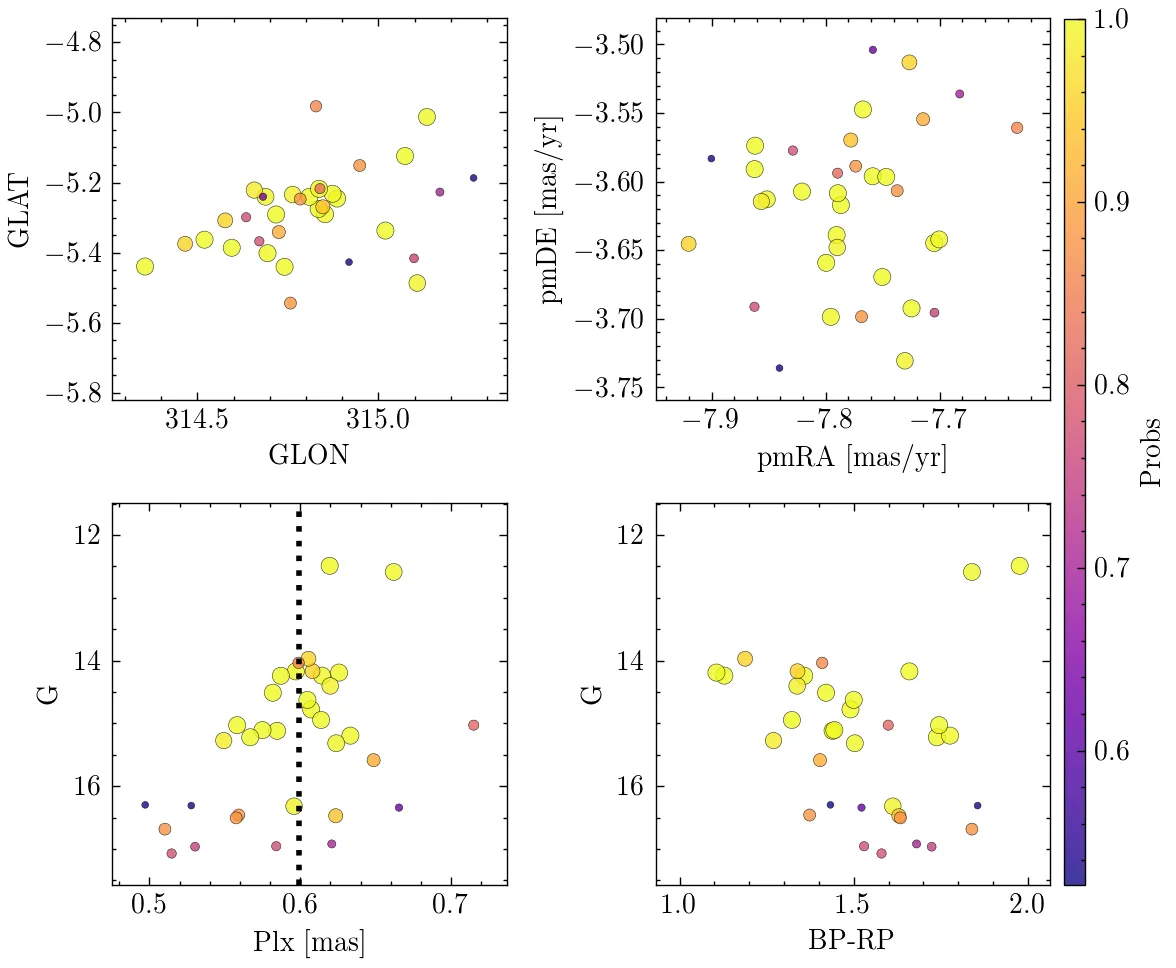 −4.8
−5.0
−5.2
−5.4
−5.6
−5.8
GLAT
314.5 315.0
GLON
−3.50
−3.55
−3.60
−3.65
−3.70
−3.75
pmDE [mas/yr]
−7.9 −7.8 −7.7
pmRA [mas/yr]
12
14
16
G
0.5 0.6 0.7
Plx [mas]
12
14
16
G
1.0 1.5 2.0
BP-RP
1.0
0.9
0.8
0.7
0.6
Probs